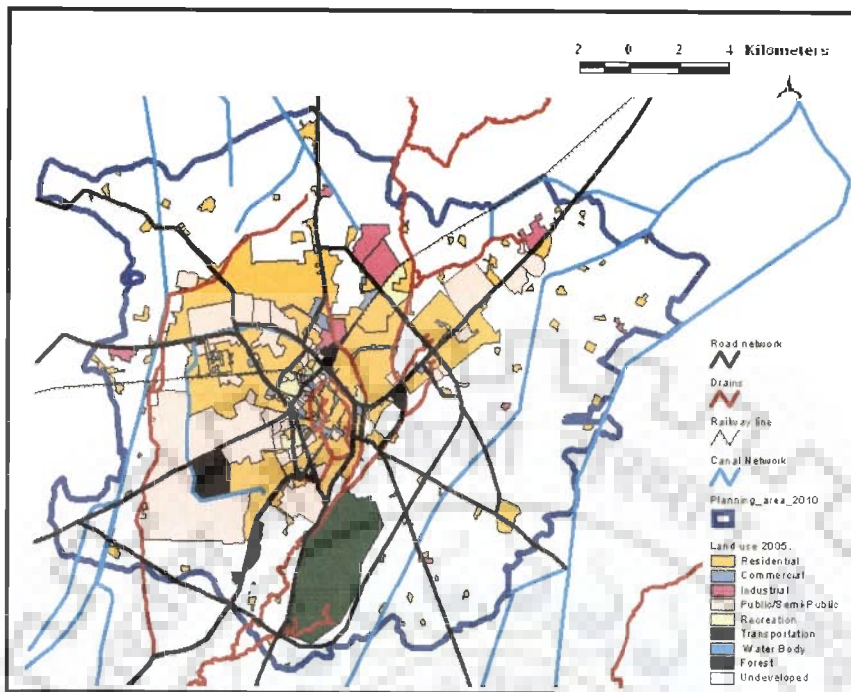 2 0 2 4 Kilometers
Road network
Drains
Railway line
Canal Network
Planning_area_2010
Land use 2005.
Residential
Commercial
Industrial
Public/Semi-Public
Recreation
Transportation
Water Body
Forest
Undeveloped